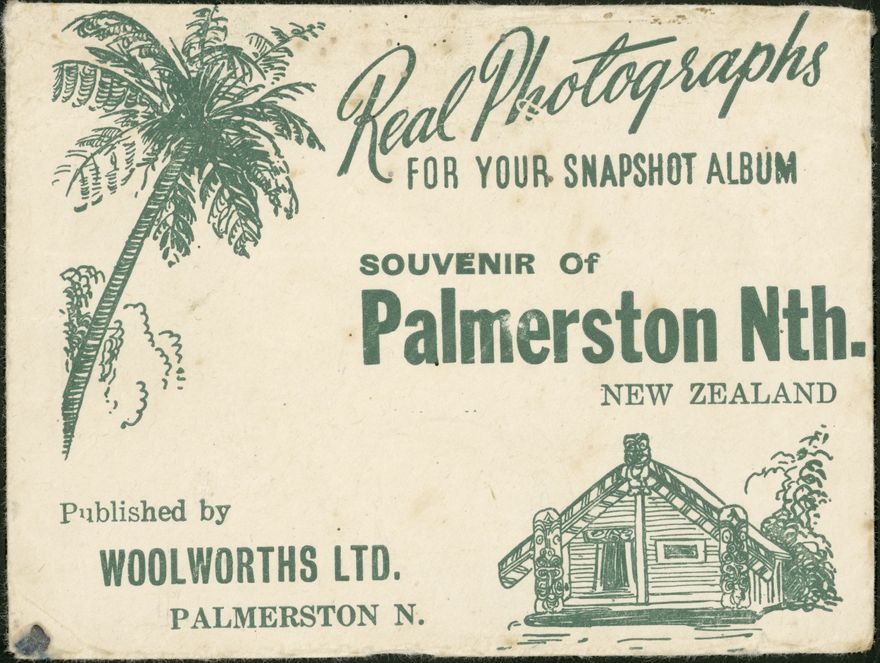 Real Photographs
FOR YOUR SNAPSHOT ALBUM
SOUVENIR OF
Palmerston Nth.
NEW ZEALAND
Published by
WOOLWORTHS LTD.
PALMERSTON N.